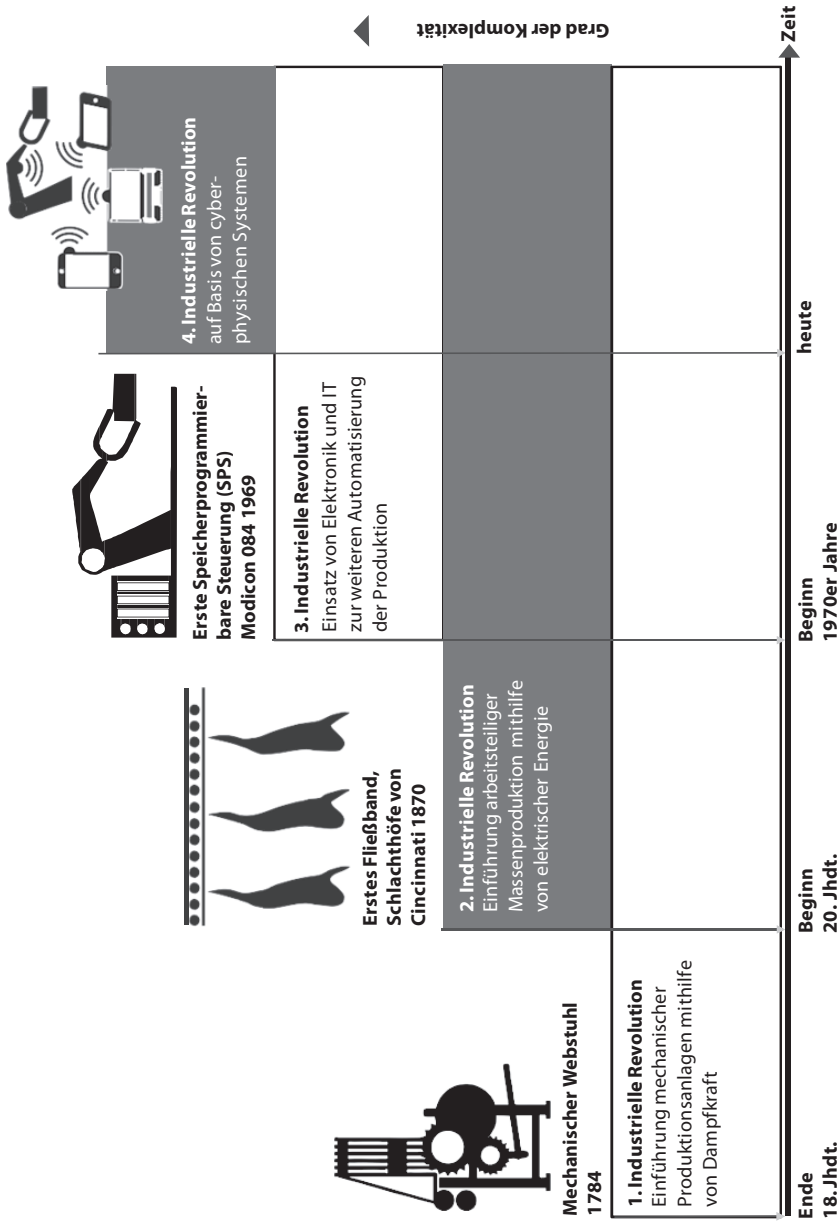 Grad der Komplexität
4. Industrielle Revolution
auf Basis von cyber-
physischen Systemen
Erste Speicherprogrammier-
bare Steuerung (SPS)
Modicon 084 1969
3. Industrielle Revolution
Einsatz von Elektronik und IT
zur weiteren Automatisierung
der Produktion
Erstes Fließband,
Schlachthöfe von
Cincinnati 1870
2. Industrielle Revolution
Einführung arbeitsteiliger
Massenproduktion mithilfe
von elektrischer Energie
Mechanischer Webstuhl
1784
1. Industrielle Revolution
Einführung mechanischer
Produktionsanlagen mithilfe
von Dampfkraft
Ende
18. Jhdt.
Beginn
20. Jhdt.
Beginn
1970er Jahre
heute
Zeit